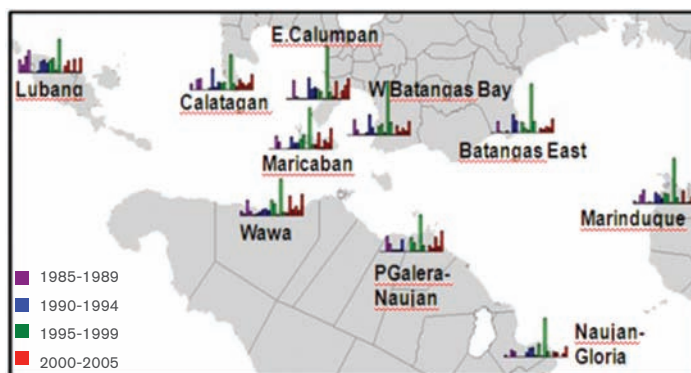 E.Calumpan
Lubang
Calatagan
W Batangas Bay
Maricaban
Batangas East
Marinduque
Wawa
PGalera-
Naujan
Naujan-
Gloria
1985-1989
1990-1994
1995-1999
2000-2005